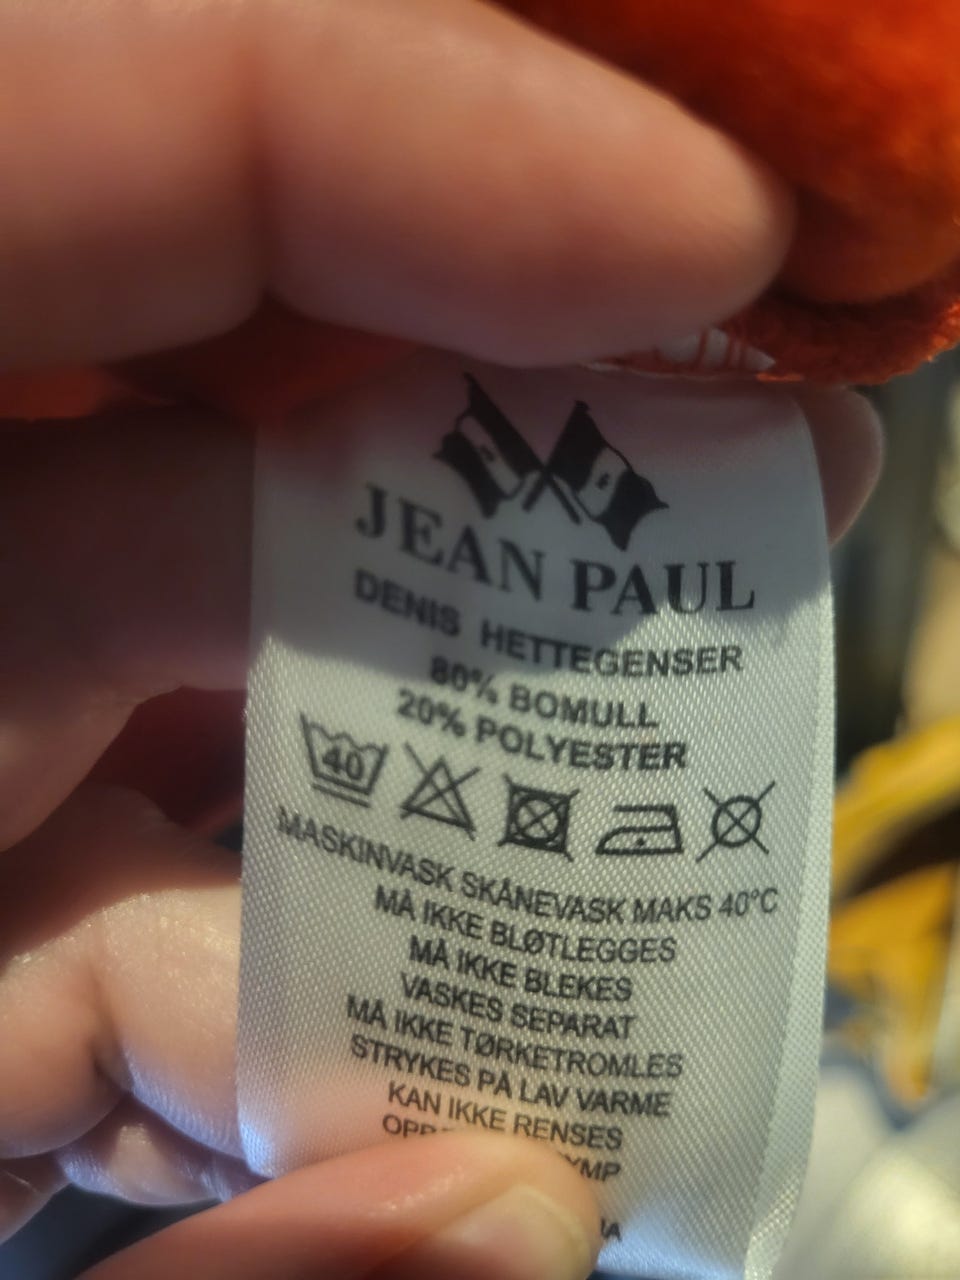 JEAN PAUL
DENIS HETTEGENSER
80% BOMULL
20% POLYESTER
40
MASKINVASK SKÅNEVASK MAKS 40°C
MÅ IKKE BLØTLEGGES
MÅ IKKE BLEKES
VASKES SEPARAT
MÅ IKKE TØRKETROMLES
STRYKES PÅ LAV VARME
KAN IKKE RENSES